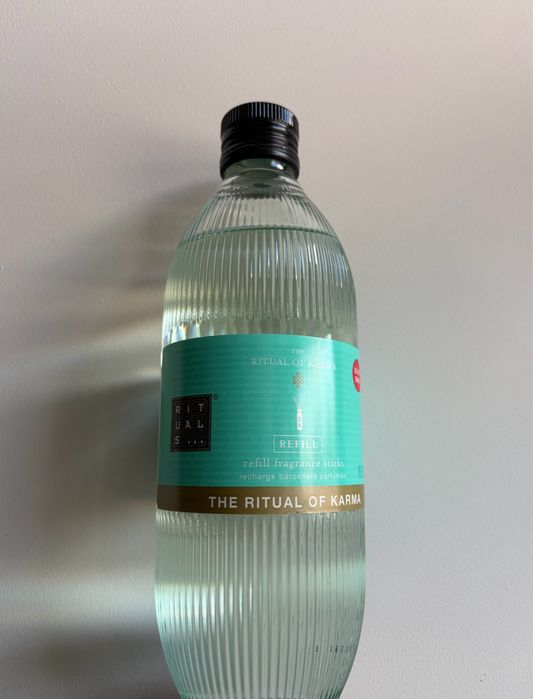 THE
RITUAL OF KARMA
RIT
UAL
S...
®
REFILL
refill fragrance sticks
recharge bâtonnets parfumés
THE RITUAL OF KARMA